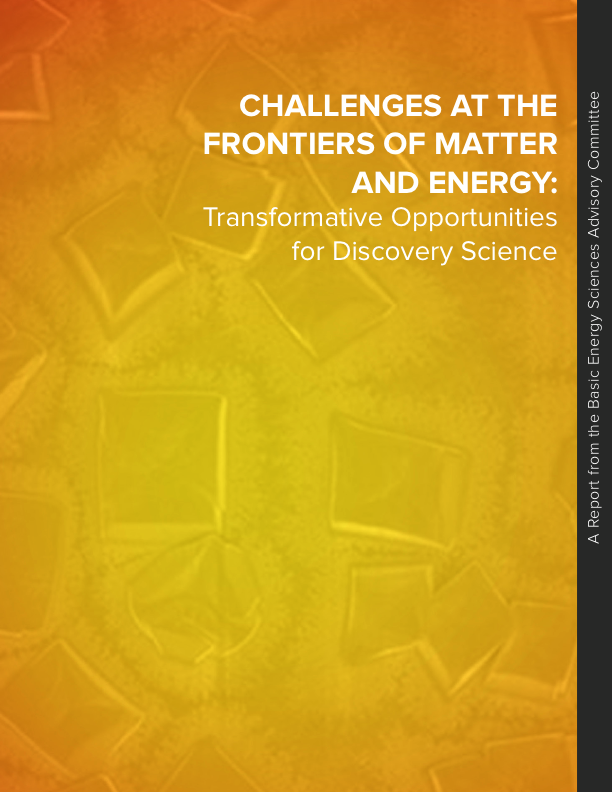 CHALLENGES AT THE
FRONTIERS OF MATTER
AND ENERGY:
Transformative Opportunities
for Discovery Science
A Report from the Basic Energy Sciences Advisory Committee